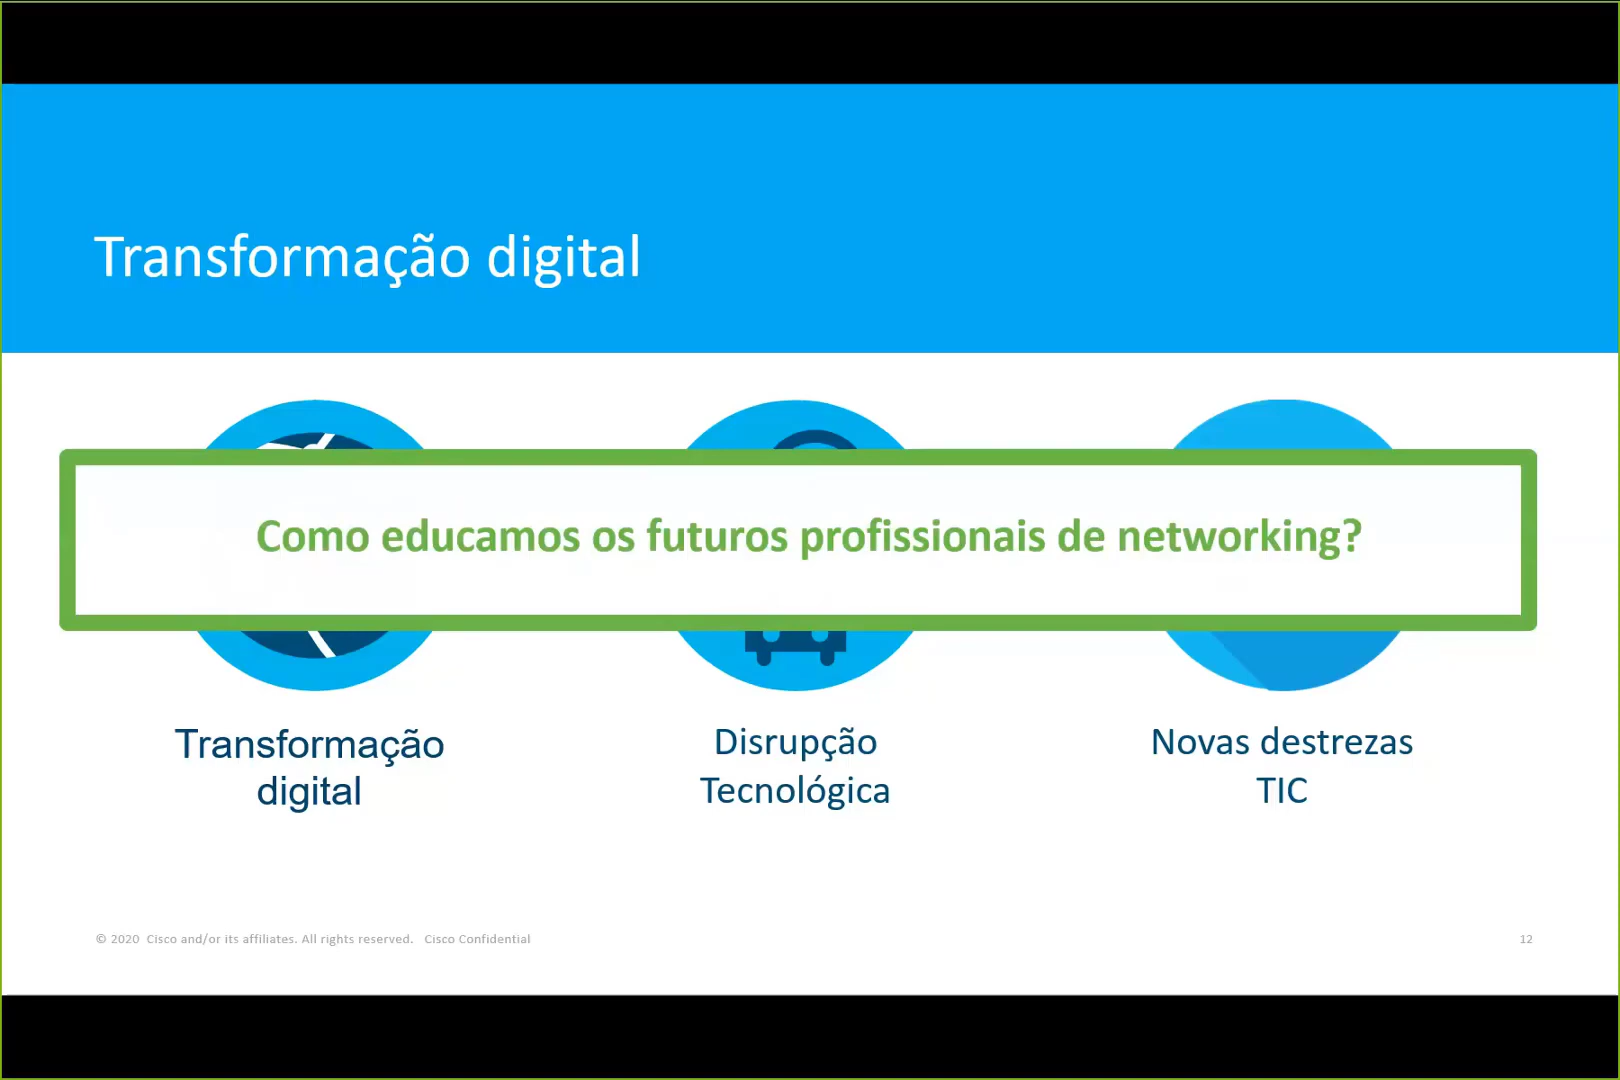 Transformação digital
Como educamos os futuros profissionais de networking?
Transformação
digital
Disrupção
Tecnológica
Novas destrezas
TIC
© 2020 Cisco and/or its affiliates. All rights reserved. Cisco Confidential
12